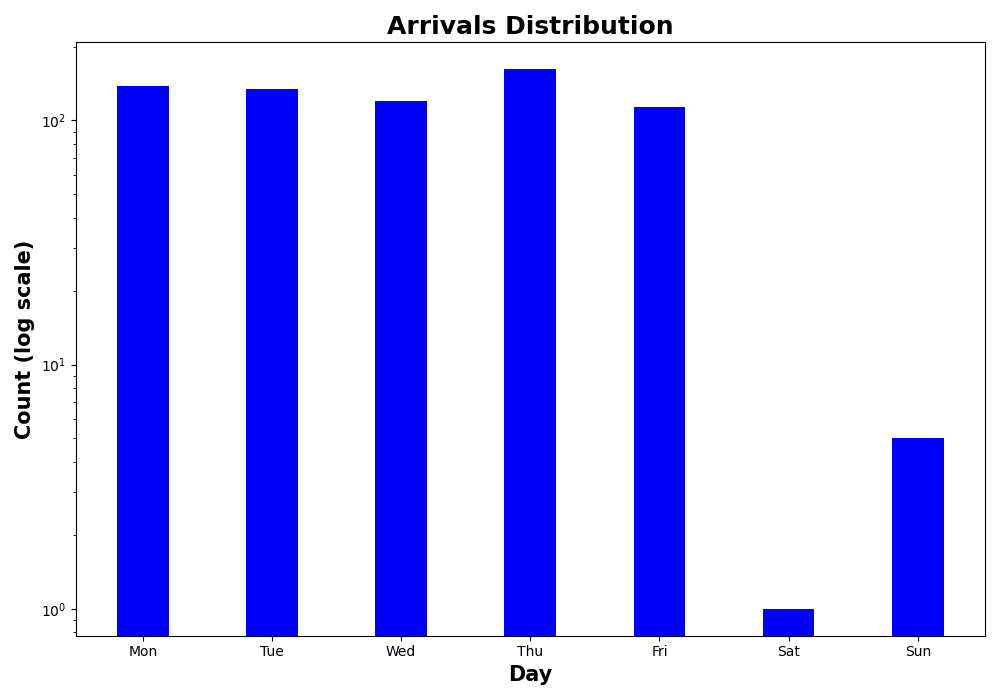 Arrivals Distribution
Count (log scale)
10²
10¹
10⁰
Mon Tue Wed Thu Fri Sat Sun
Day